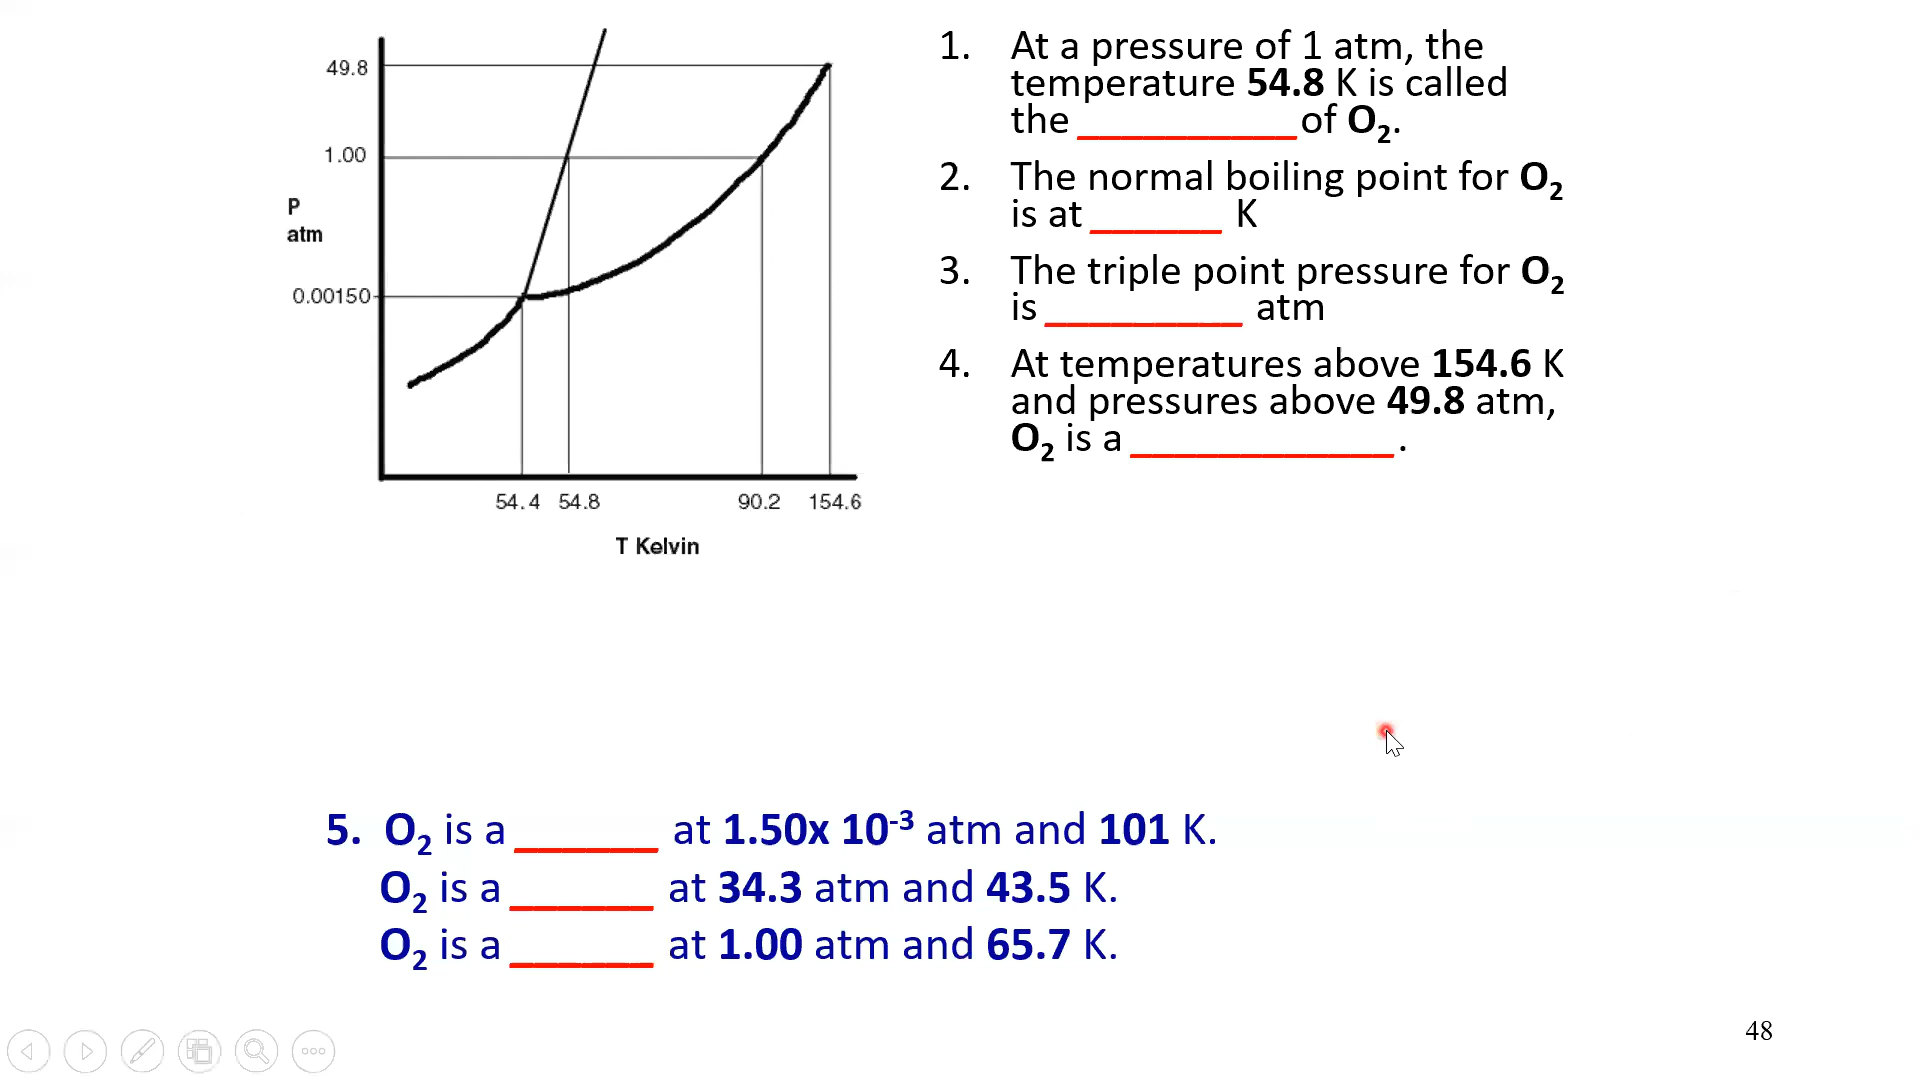 49.8
1.00
P
atm
0.00150
54.4 54.8 90.2 154.6
T Kelvin
1. At a pressure of 1 atm, the
temperature 54.8 K is called
the __________ of O₂.
2. The normal boiling point for O₂
is at ______ K
3. The triple point pressure for O₂
is _________ atm
4. At temperatures above 154.6 K
and pressures above 49.8 atm,
O₂ is a ____________.
5. O₂ is a ______ at 1.50x 10⁻³ atm and 101 K.
O₂ is a ______ at 34.3 atm and 43.5 K.
O₂ is a ______ at 1.00 atm and 65.7 K.
48